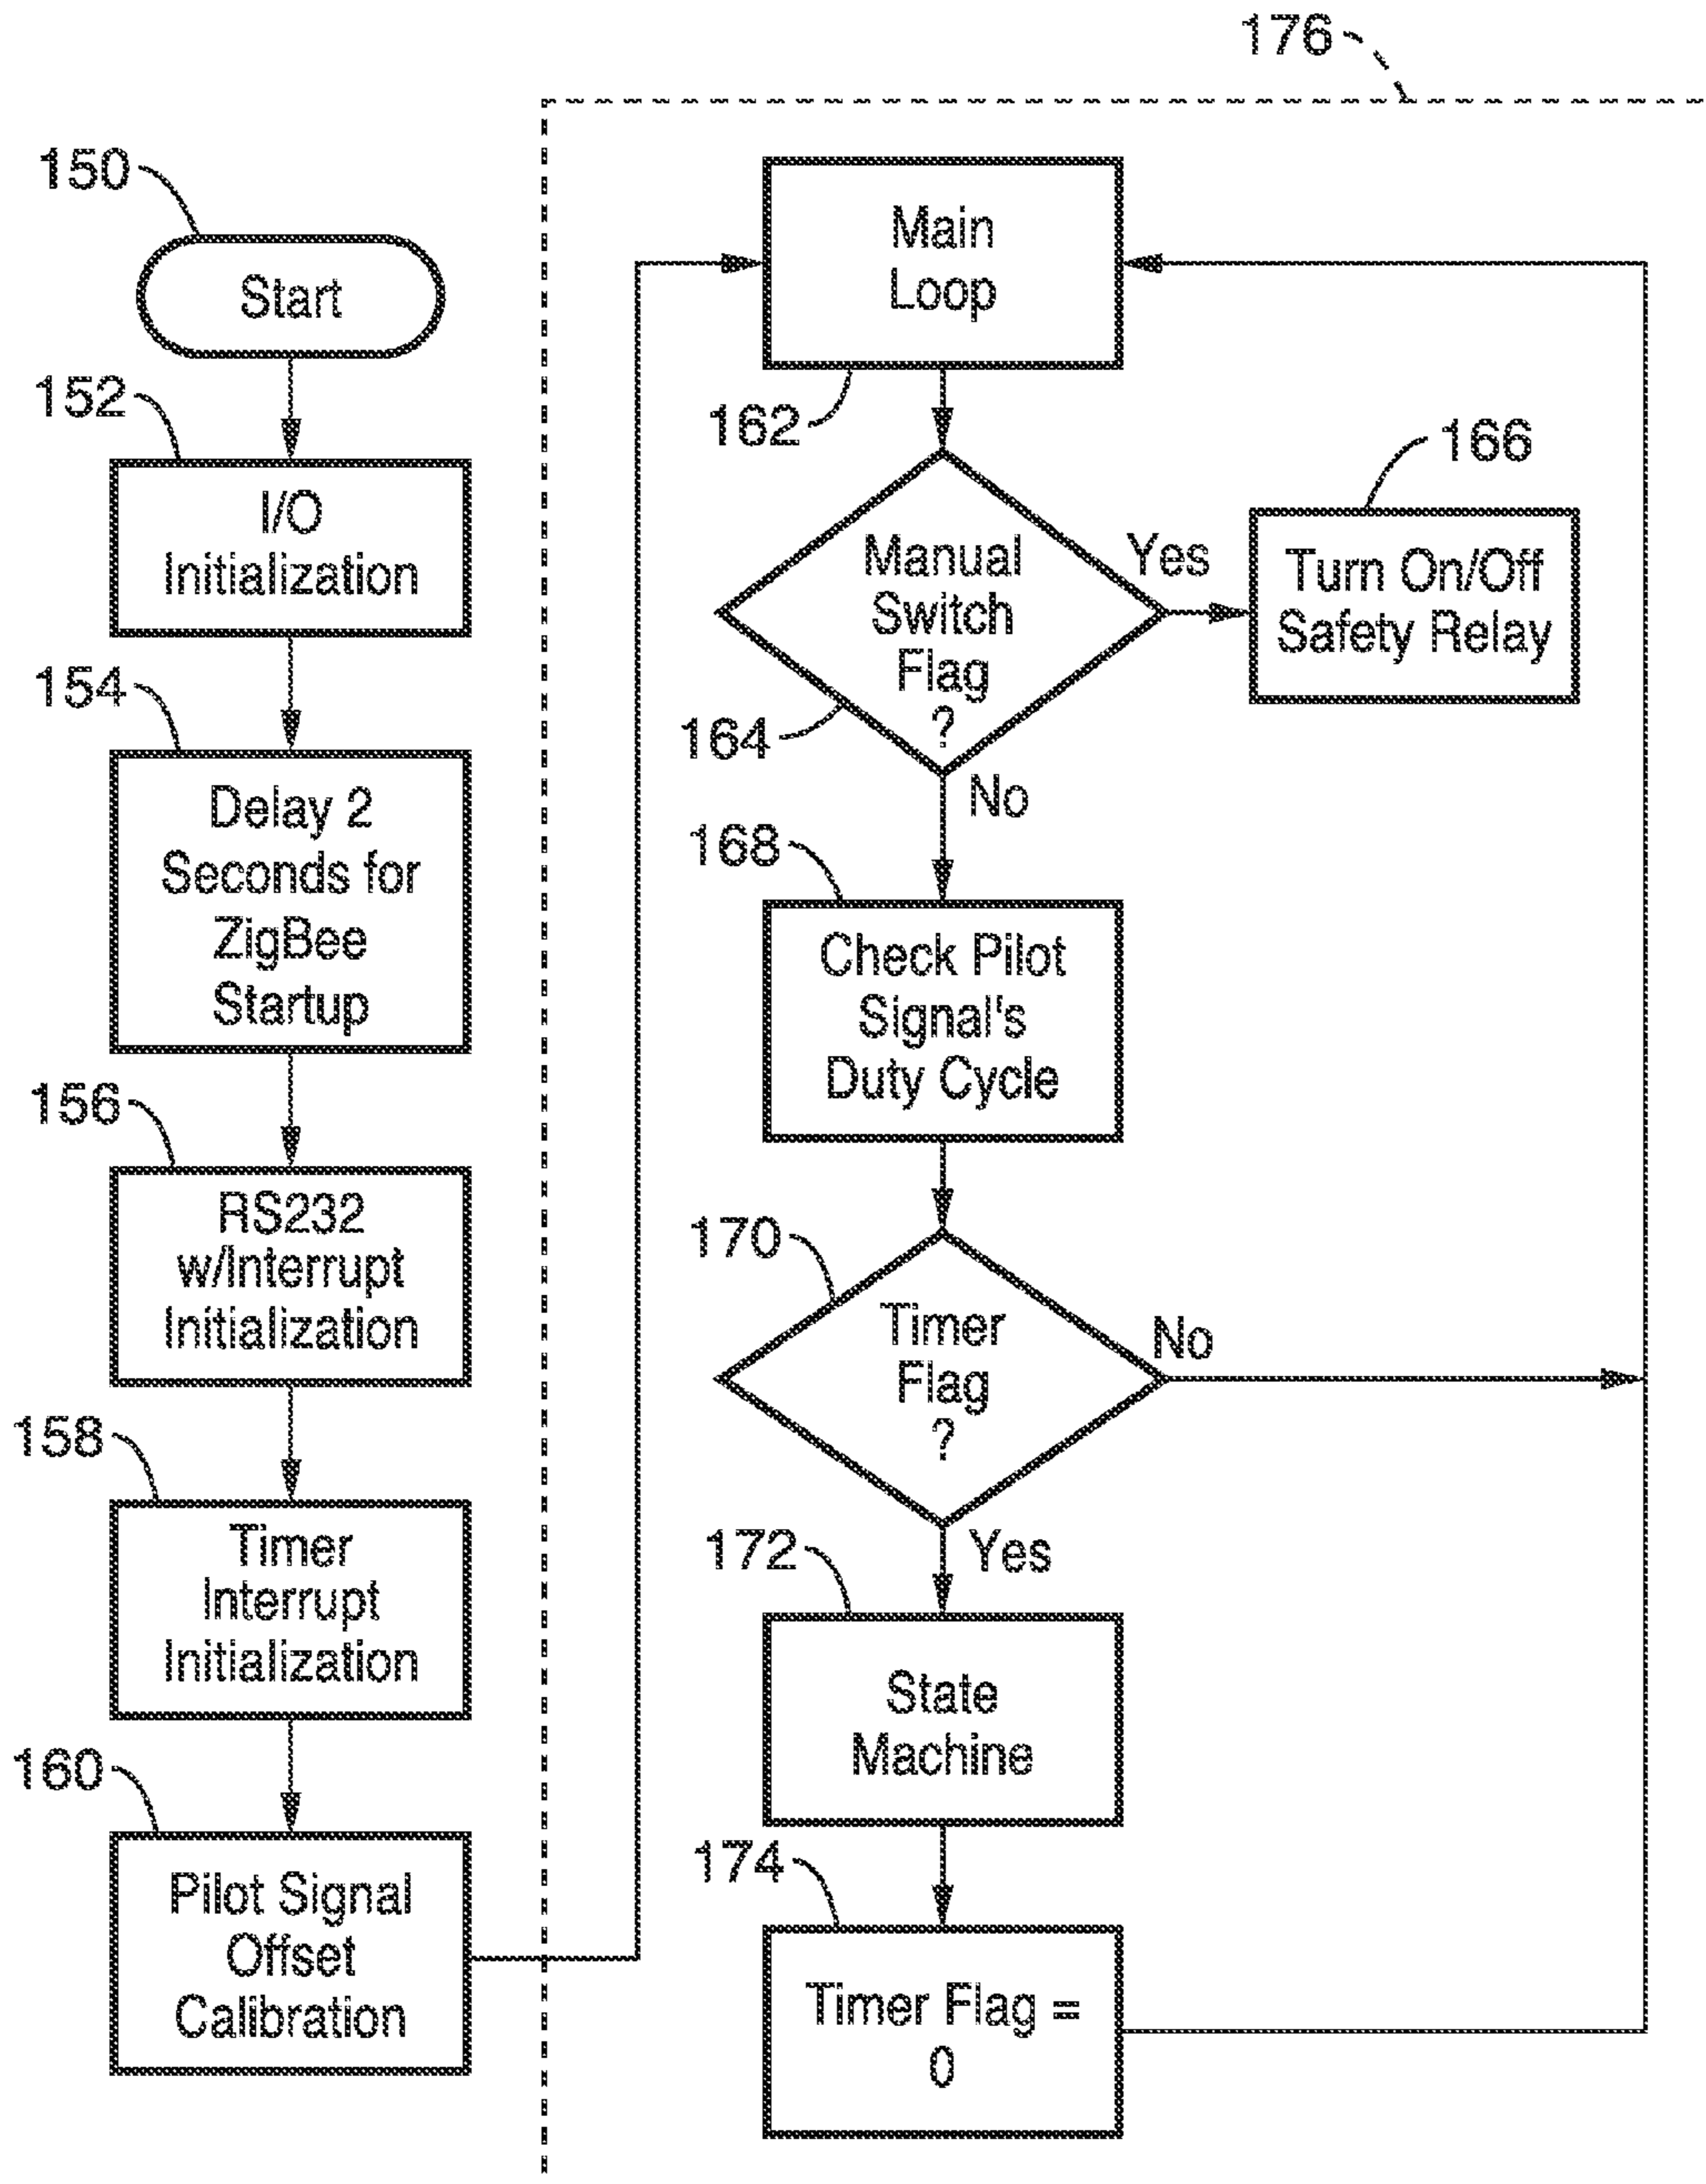 176
150
Start
152
I/O
Initialization
154
Delay 2
Seconds for
ZigBee
Startup
156
RS232
w/Interrupt
Initialization
158
Timer
Interrupt
Initialization
160
Pilot Signal
Offset
Calibration
Main
Loop
162
Manual
Switch
Flag
?
164
Yes
166
Turn On/Off
Safety Relay
No
168
Check Pilot
Signal's
Duty Cycle
170
Timer
Flag
?
No
Yes
172
State
Machine
174
Timer Flag =
0